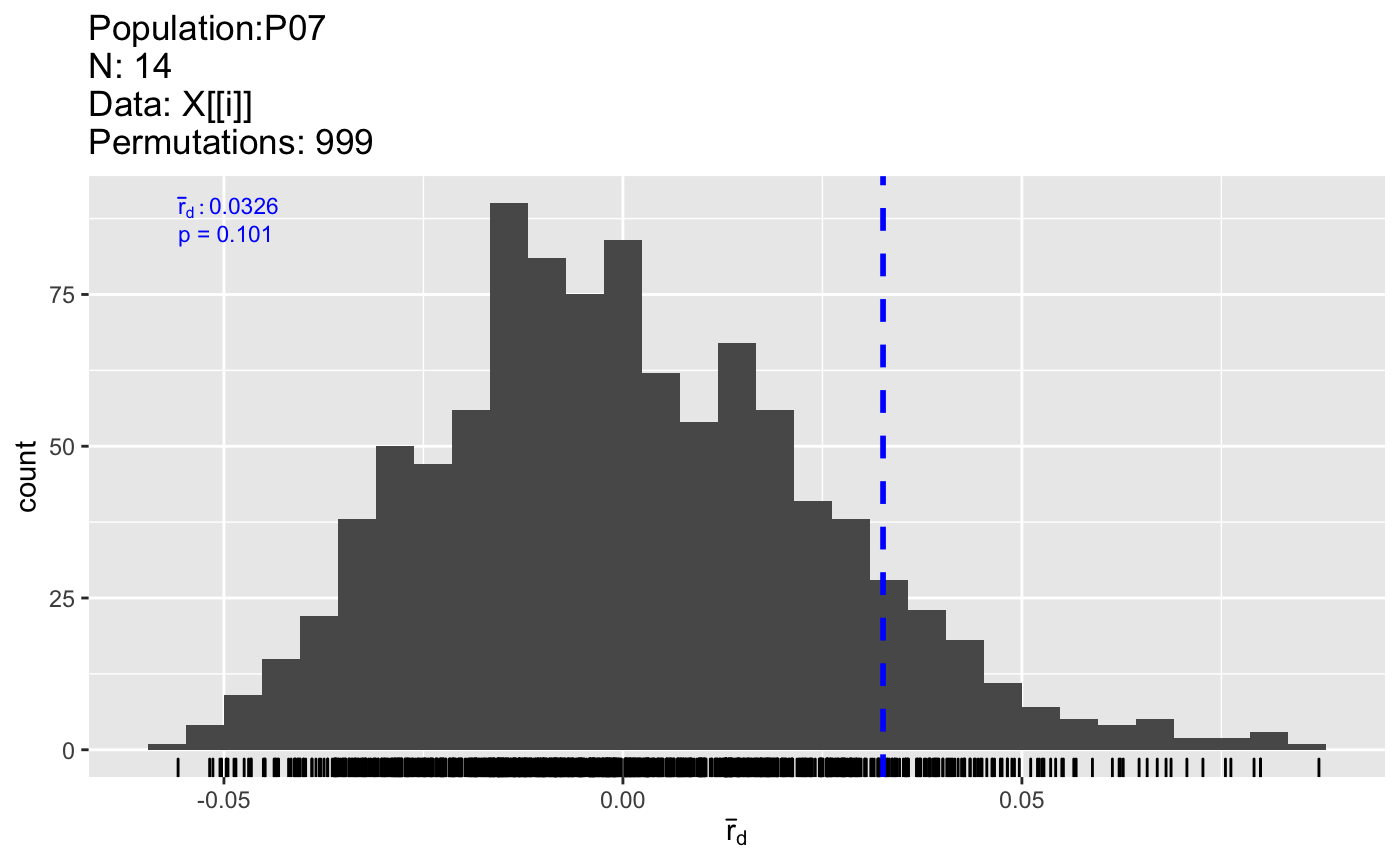 Population:P07
N: 14
Data: X[[i]]
Permutations: 999
r̄d : 0.0326
p = 0.101
75
50
25
0
count
-0.05 0.00 0.05
r̄d